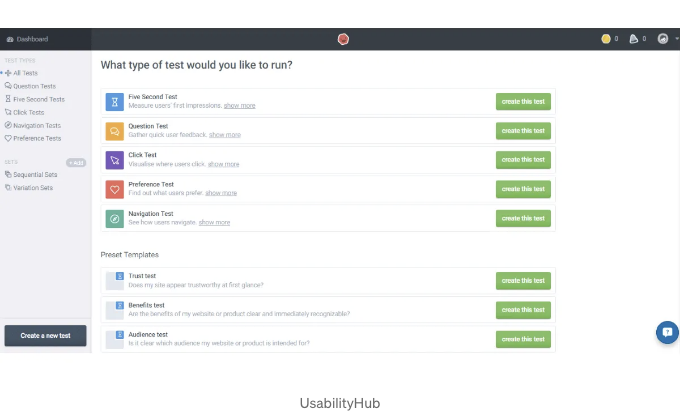 Dashboard
0
0
TEST TYPES
All Tests
Question Tests
Five Second Tests
Click Tests
Navigation Tests
Preference Tests
SETS
+ Add
Sequential Sets
Variation Sets
Create a new test
What type of test would you like to run?
Five Second Test
Measure users' first impressions. show more
create this test
Question Test
Gather quick user feedback. show more
create this test
Click Test
Visualise where users click. show more
create this test
Preference Test
Find out what users prefer. show more
create this test
Navigation Test
See how users navigate. show more
create this test
Preset Templates
Trust test
Does my site appear trustworthy at first glance?
create this test
Benefits test
Are the benefits of my website or product clear and immediately recognizable?
create this test
Audience test
Is it clear which audience my website or product is intended for?
create this test
UsabilityHub